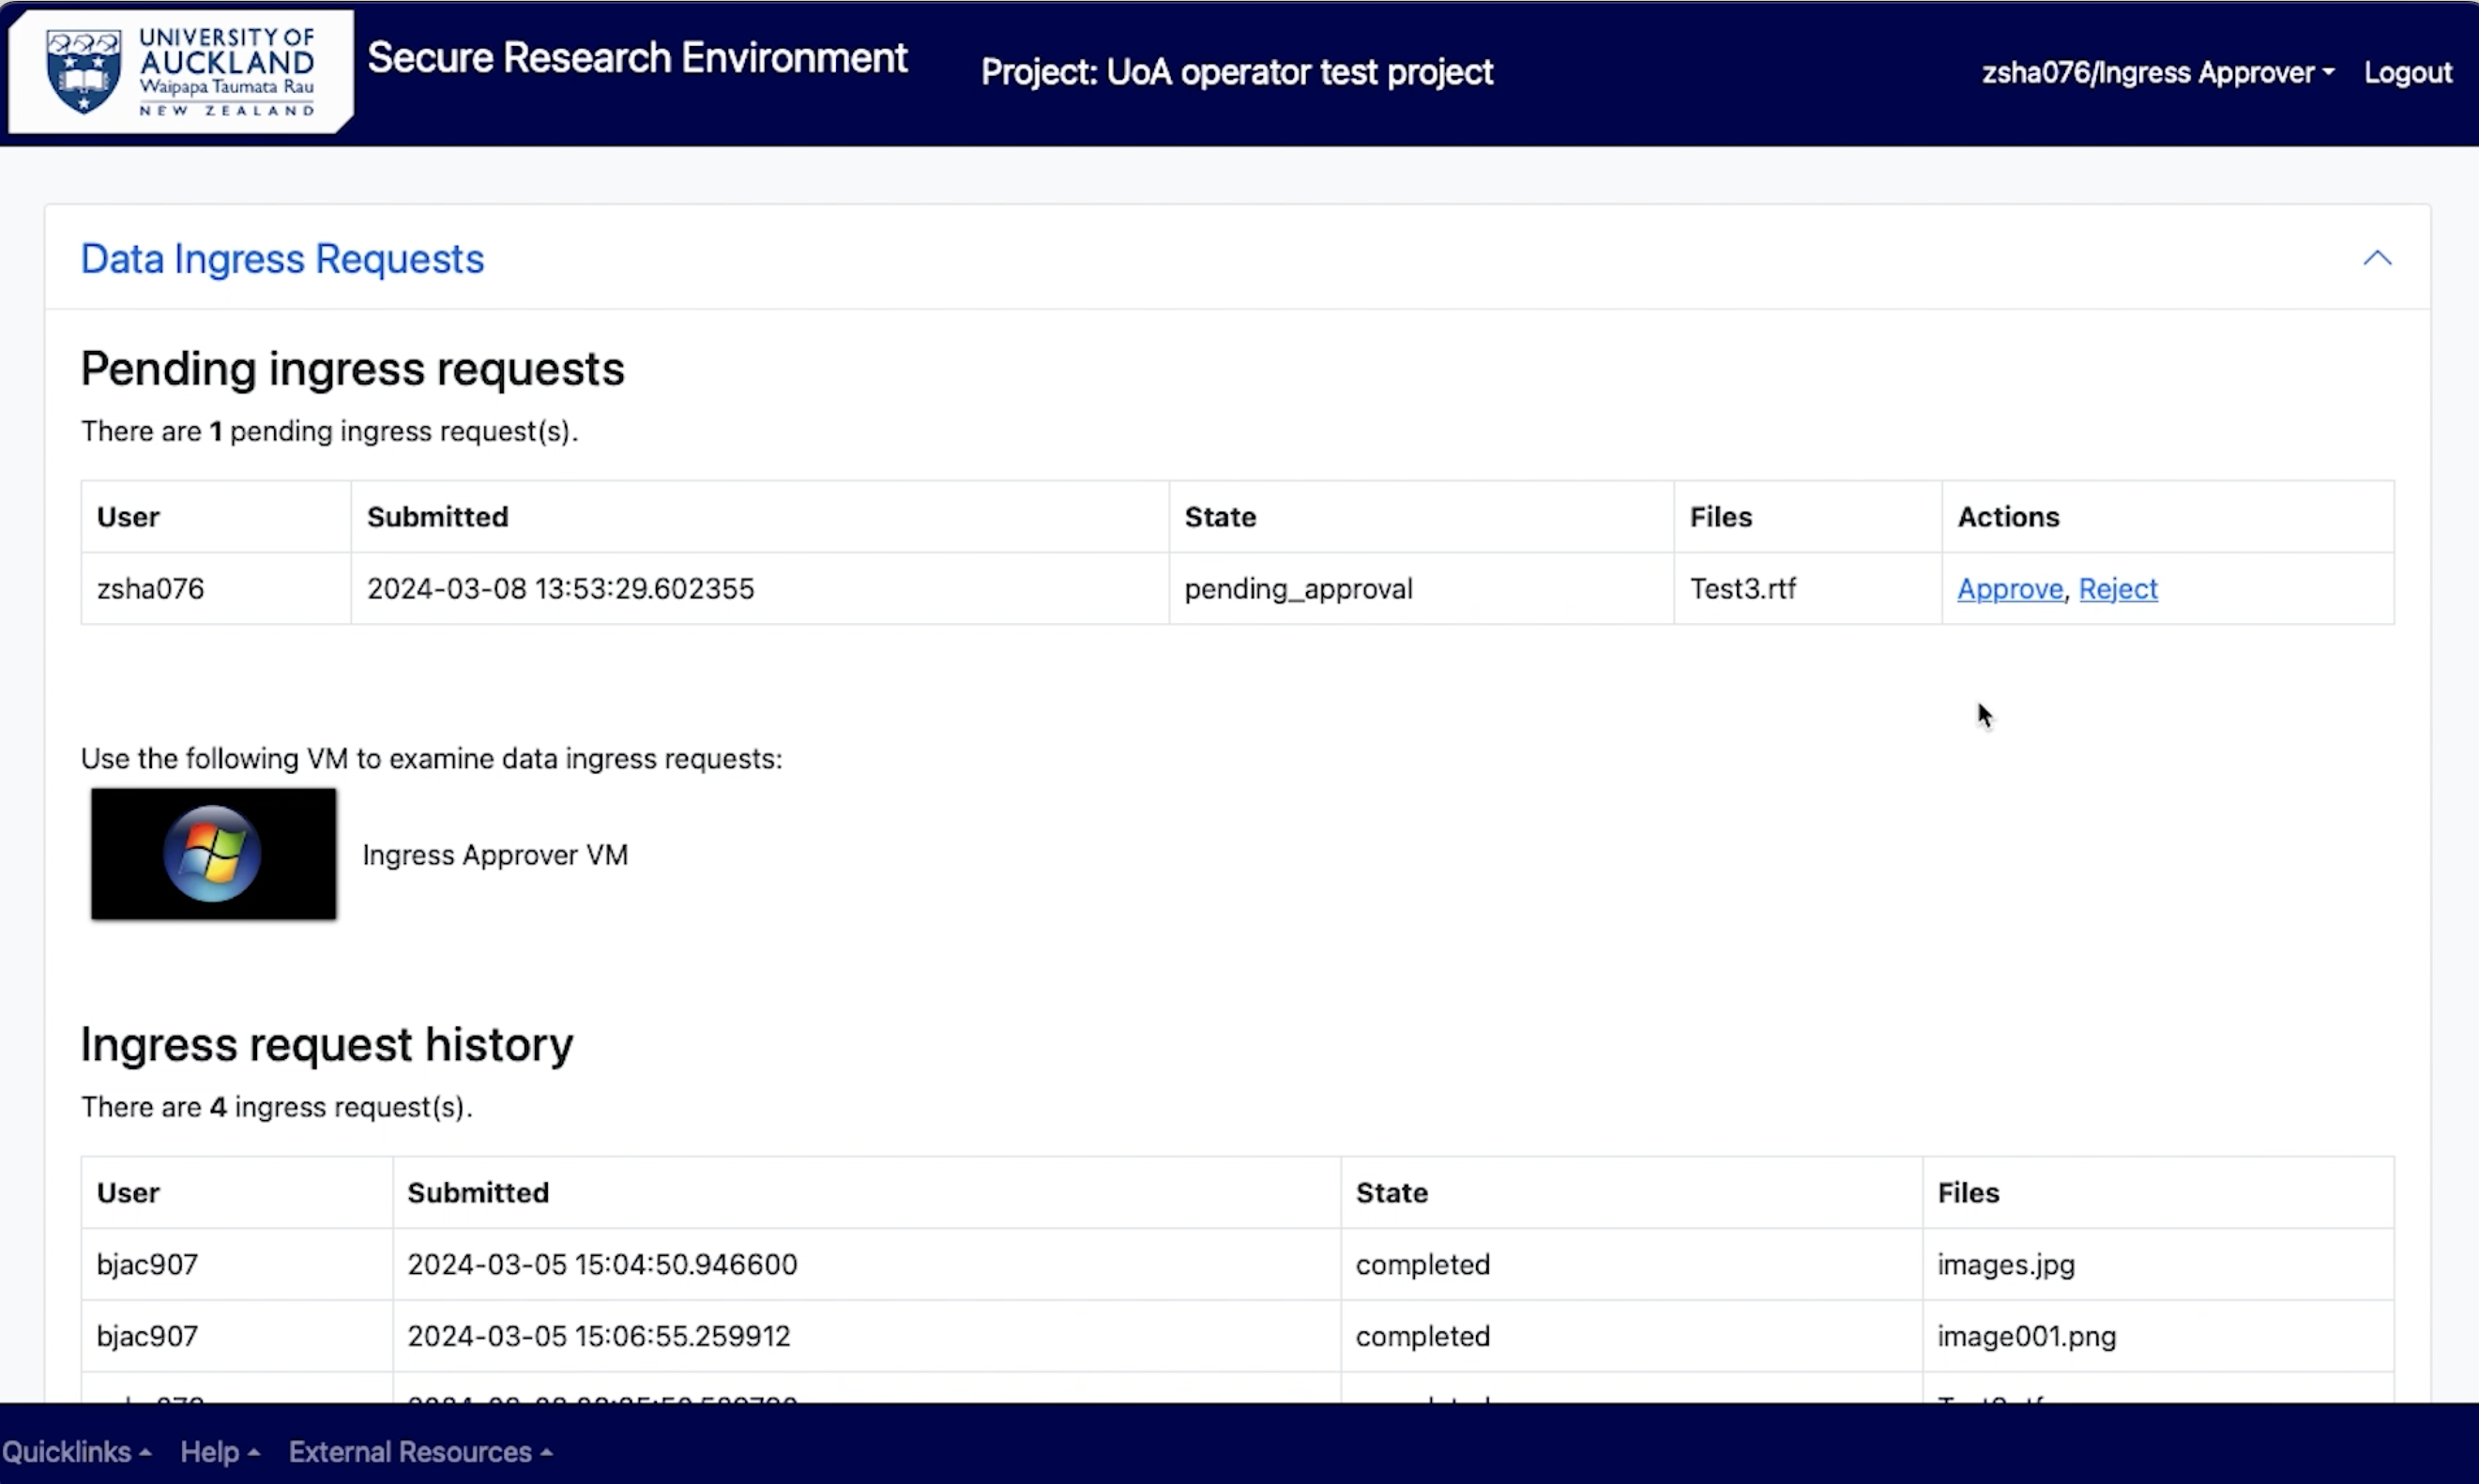 UNIVERSITY OF
AUCKLAND
Waipapa Taumata Rau
NEW ZEALAND
Secure Research Environment
Project: UoA operator test project
zsha076/Ingress Approver
Logout
Data Ingress Requests
Pending ingress requests
There are 1 pending ingress request(s).
User Submitted State Files Actions
zsha076 2024-03-08 13:53:29.602355 pending_approval Test3.rtf Approve, Reject
Use the following VM to examine data ingress requests:
Ingress Approver VM
Ingress request history
There are 4 ingress request(s).
User Submitted State Files
bjac907 2024-03-05 15:04:50.946600 completed images.jpg
bjac907 2024-03-05 15:06:55.259912 completed image001.png
Quicklinks Help External Resources